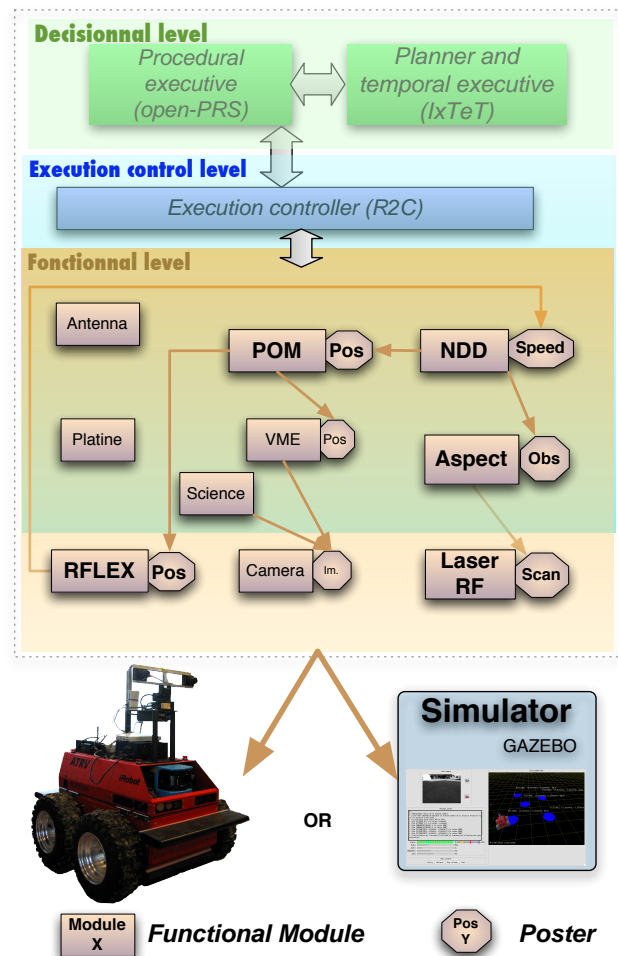 Decisionnal level
Procedural
executive
(open-PRS)
Planner and
temporal executive
(IxTeT)
Execution control level
Execution controller (R2C)
Fonctionnal level
Antenna
POM
Pos
NDD
Speed
Platine
VME
Pos
Aspect
Obs
Science
RFLEX
Pos
Camera
Im.
Laser
RF
Scan
ATRV
iRobot
OR
Simulator
GAZEBO
Module
X
Functional Module
Pos
Y
Poster